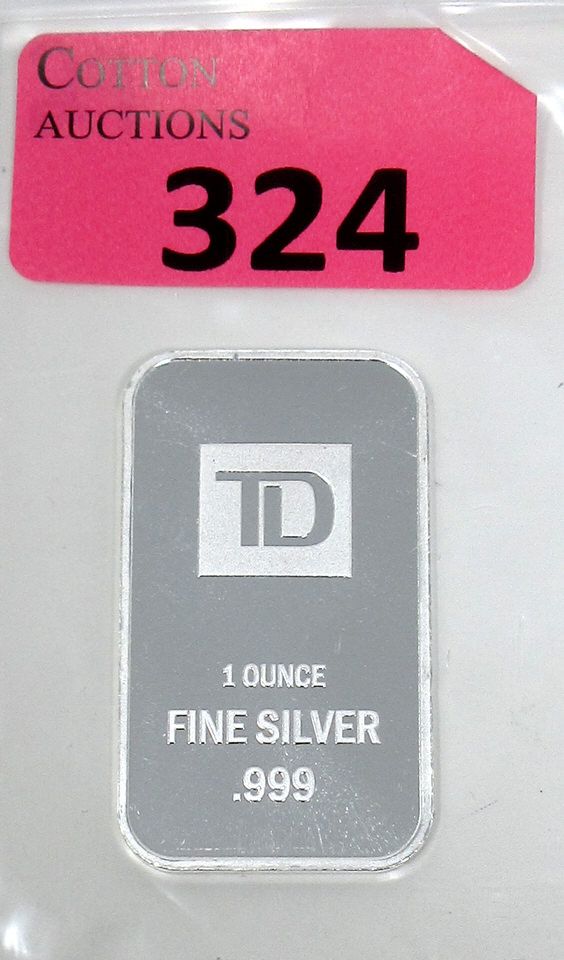 COTTON
AUCTIONS
324
TD
1 OUNCE
FINE SILVER
.999